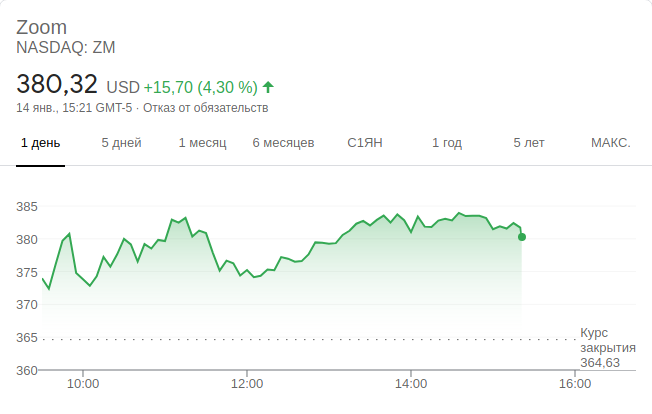 Zoom
NASDAQ: ZM
380,32 USD +15,70 (4,30 %)
14 янв., 15:21 GMT-5 · Отказ от обязательств
1 день 5 дней 1 месяц 6 месяцев С1ЯН 1 год 5 лет МАКС.
385
380
375
370
365
Курс
закрытия
364,63
360
10:00 12:00 14:00 16:00